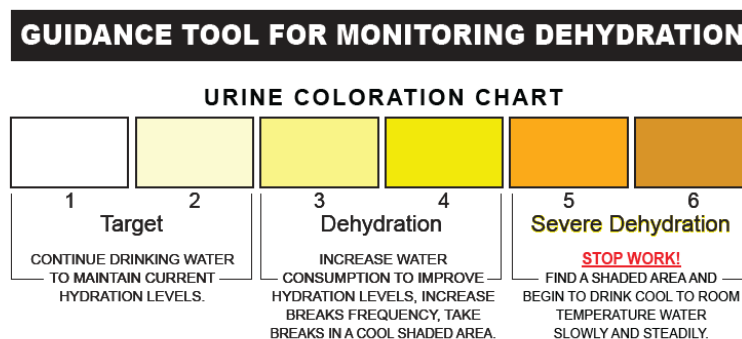 GUIDANCE TOOL FOR MONITORING DEHYDRATION
URINE COLORATION CHART
1 2 3 4 5 6
Target Dehydration Severe Dehydration
CONTINUE DRINKING WATER
TO MAINTAIN CURRENT
HYDRATION LEVELS.
INCREASE WATER
CONSUMPTION TO IMPROVE
HYDRATION LEVELS, INCREASE
BREAKS FREQUENCY, TAKE
BREAKS IN A COOL SHADED AREA.
STOP WORK!
FIND A SHADED AREA AND
BEGIN TO DRINK COOL TO ROOM
TEMPERATURE WATER
SLOWLY AND STEADILY.